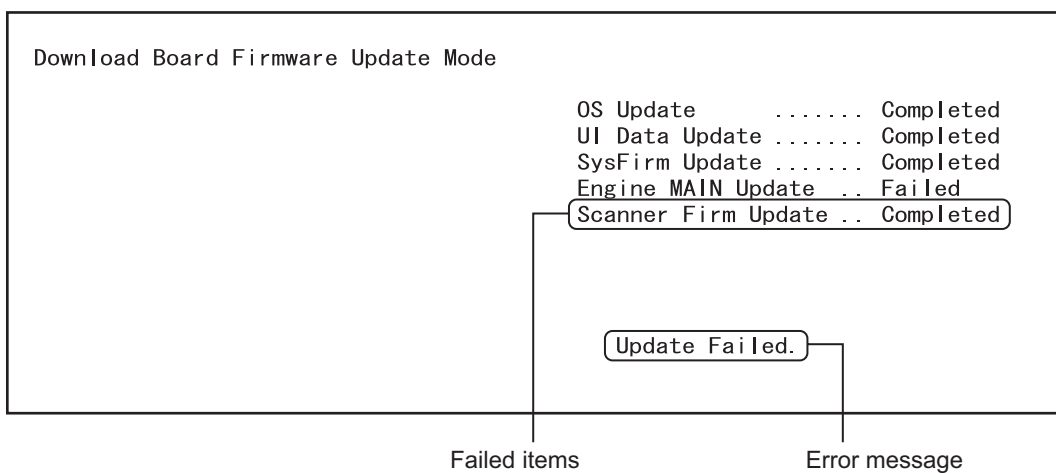 Download Board Firmware Update Mode
OS Update ....... Completed
UI Data Update ....... Completed
SysFirm Update ....... Completed
Engine MAIN Update .. Failed
Scanner Firm Update .. Completed
Update Failed.
Failed items
Error message